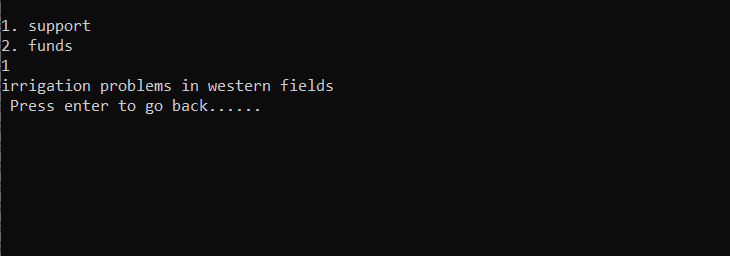 1. support
2. funds
1
irrigation problems in western fields
Press enter to go back......